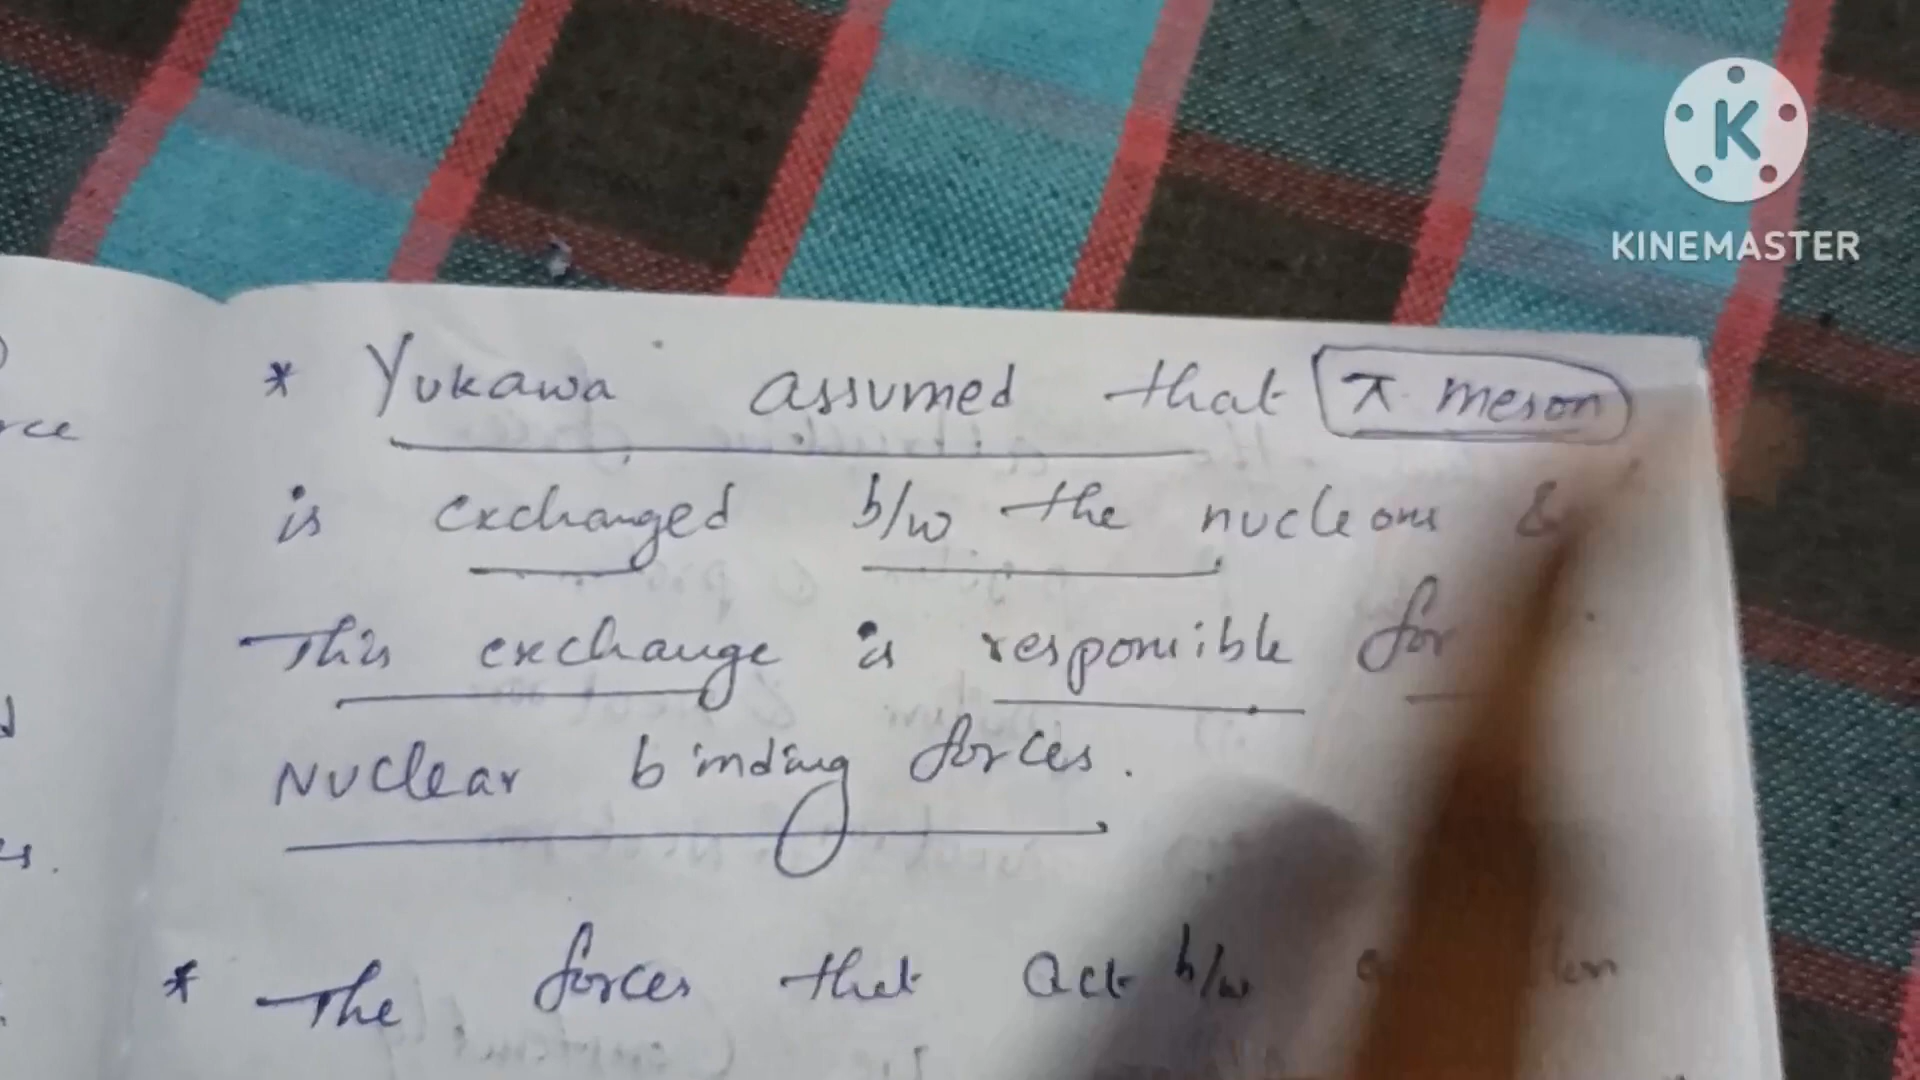 K
KINEMASTER
* Yukawa assumed that π meson
is exchanged b/w the nucleons &
This exchange is responsible for
Nuclear binding forces.
* The forces that act b/w
rce